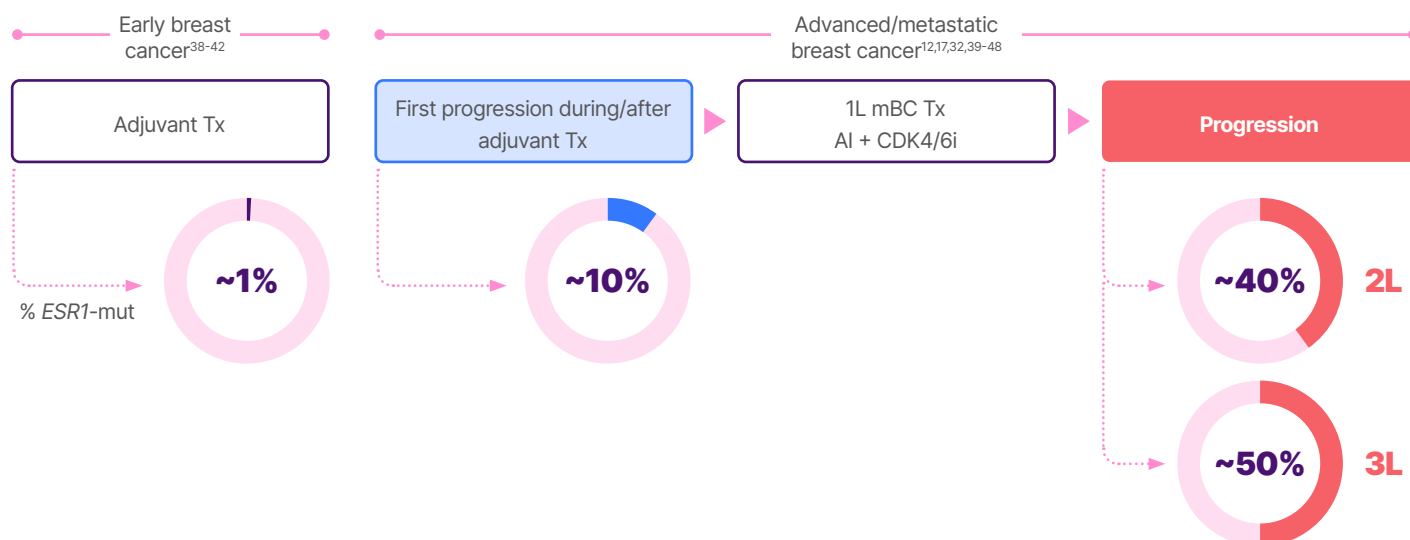 Early breast
cancer38-42
Advanced/metastatic
breast cancer12,17,32,39-48
Adjuvant Tx
First progression during/after
adjuvant Tx
1L mBC Tx
AI + CDK4/6i
Progression
~1%
% ESR1-mut
~10%
~40%
2L
~50%
3L